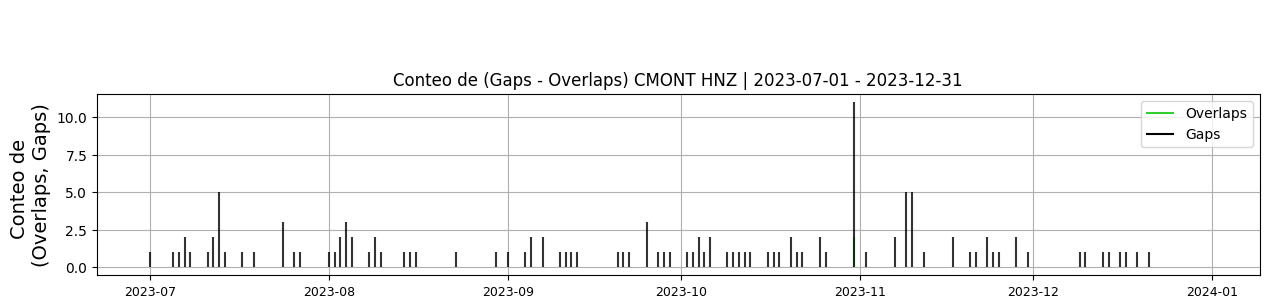 Conteo de (Gaps - Overlaps) CMONT HNZ | 2023-07-01 - 2023-12-31
Conteo de
(Overlaps, Gaps)
10.0
7.5
5.0
2.5
0.0
Overlaps
Gaps
2023-07
2023-08
2023-09
2023-10
2023-11
2023-12
2024-01